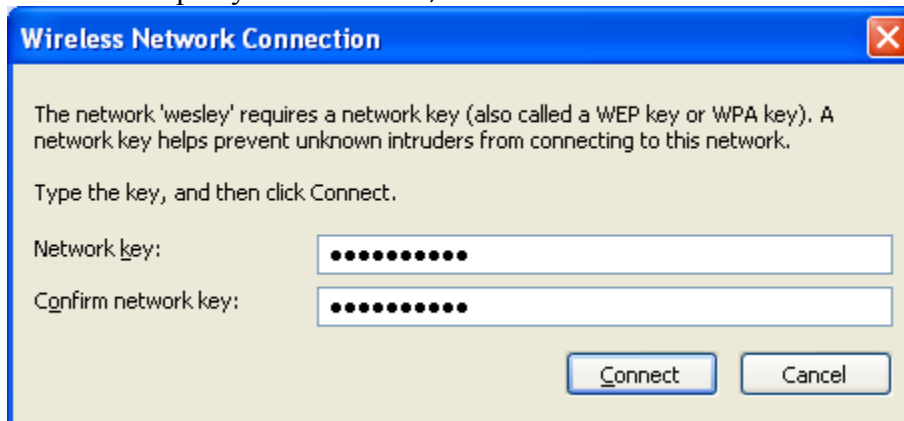 Wireless Network Connection
The network 'wesley' requires a network key (also called a WEP key or WPA key). A
network key helps prevent unknown intruders from connecting to this network.
Type the key, and then click Connect.
Network key: ●●●●●●●●●●
Confirm network key: ●●●●●●●●●●
Connect Cancel